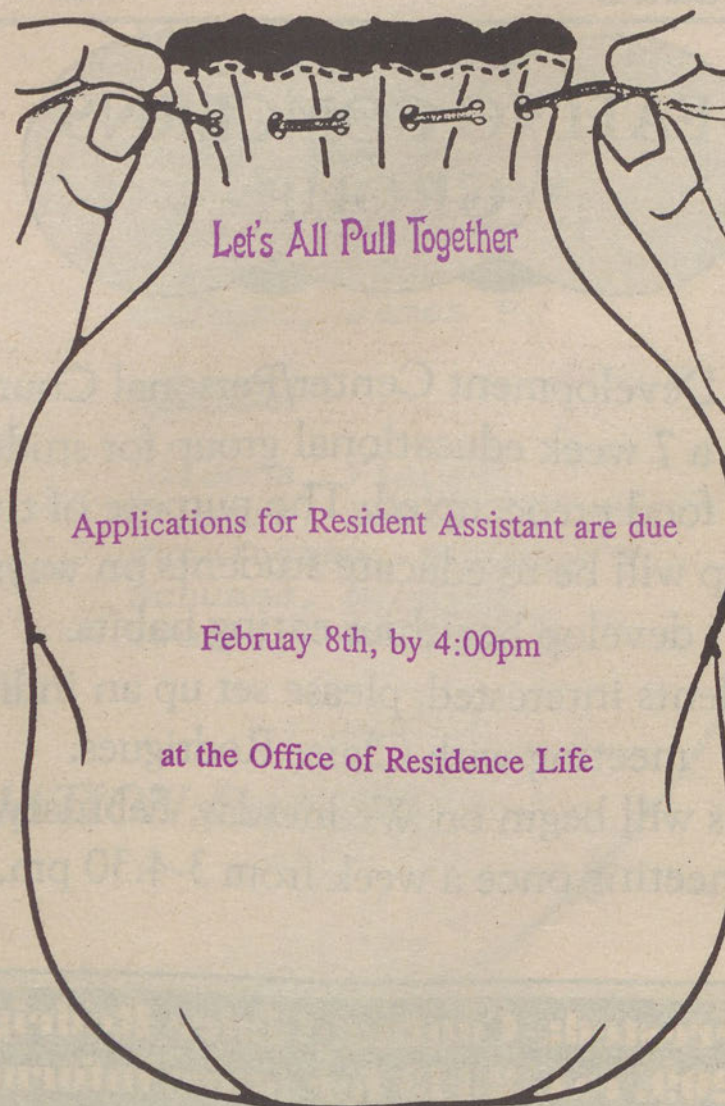 Let's All Pull Together
Applications for Resident Assistant are due
Februay 8th, by 4:00pm
at the Office of Residence Life